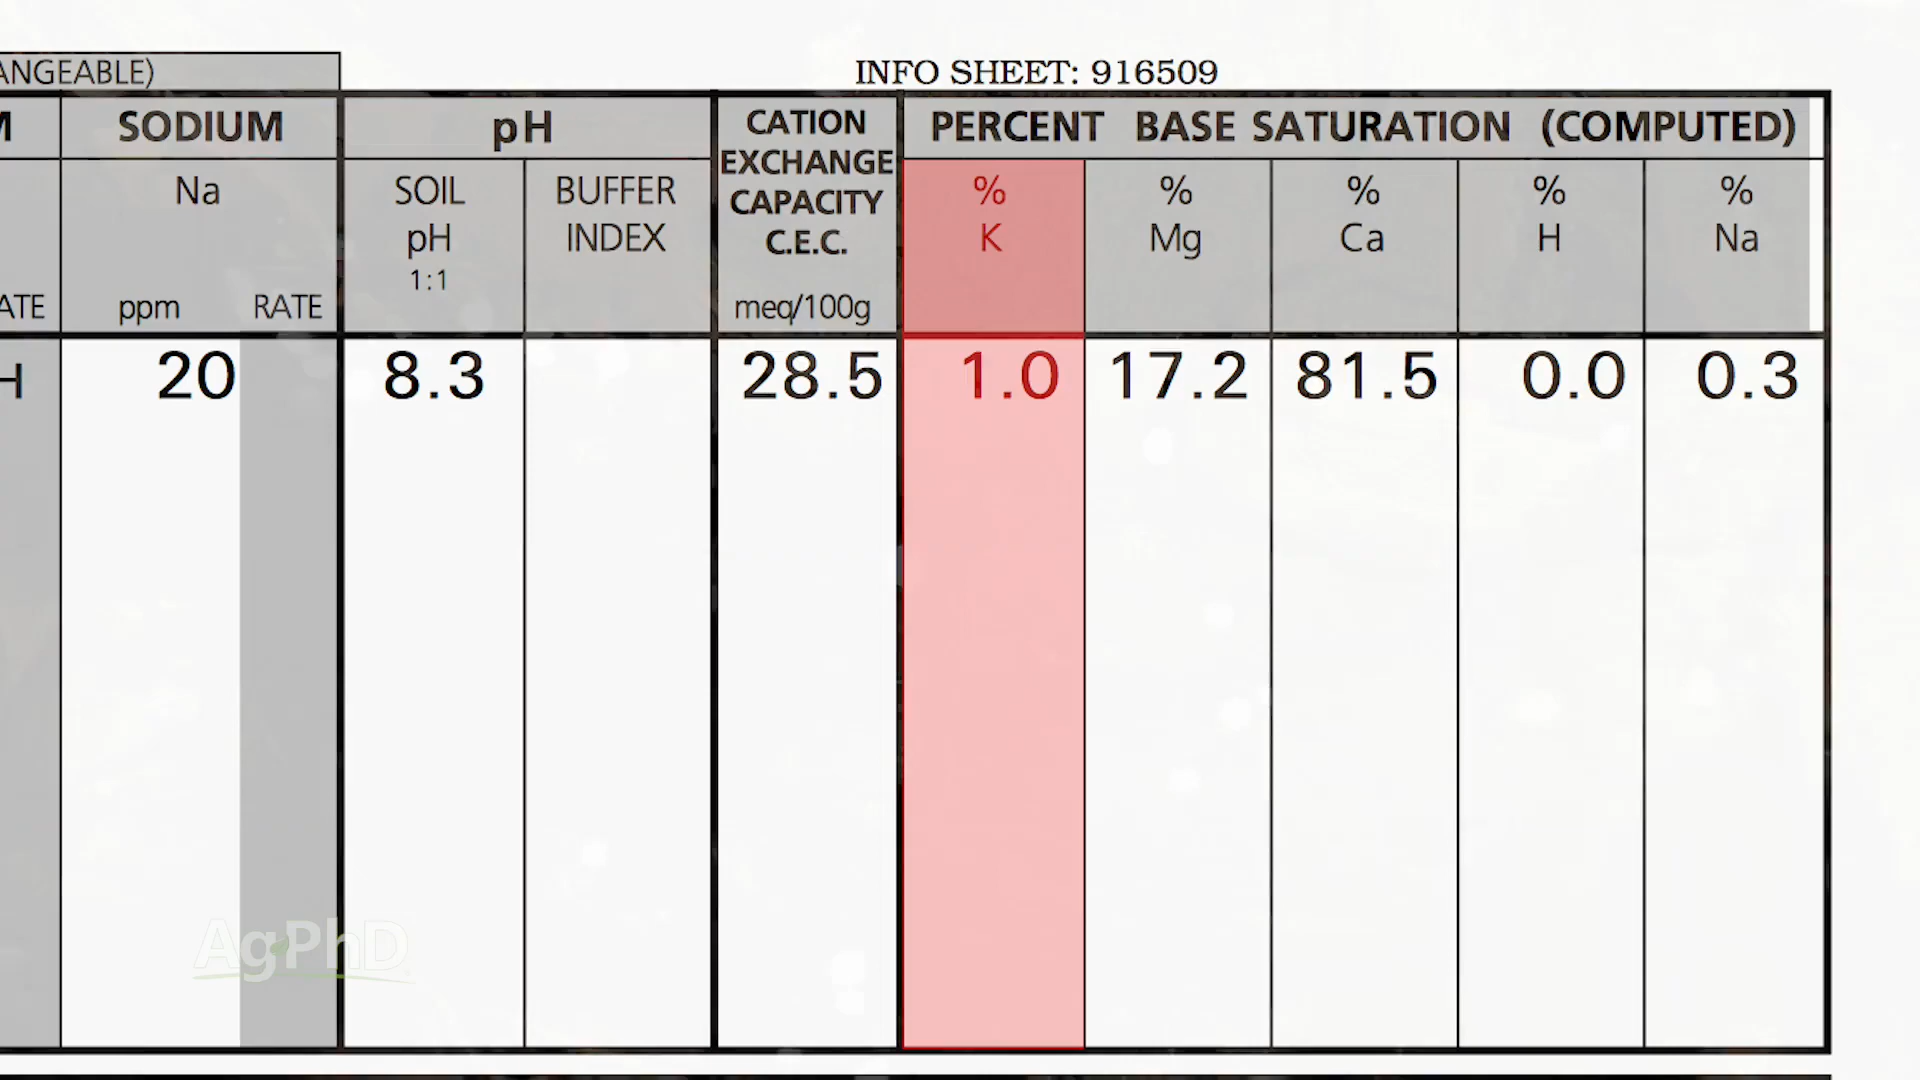 ANGEABLE)
INFO SHEET: 916509
SODIUM
pH
CATION
EXCHANGE
CAPACITY
C.E.C.
meq/100g
PERCENT BASE SATURATION (COMPUTED)
Na
SOIL
pH
1:1
BUFFER
INDEX
%
K
%
Mg
%
Ca
%
H
%
Na
ATE
ppm RATE
H 20 8.3 28.5 1.0 17.2 81.5 0.0 0.3
AgPhD